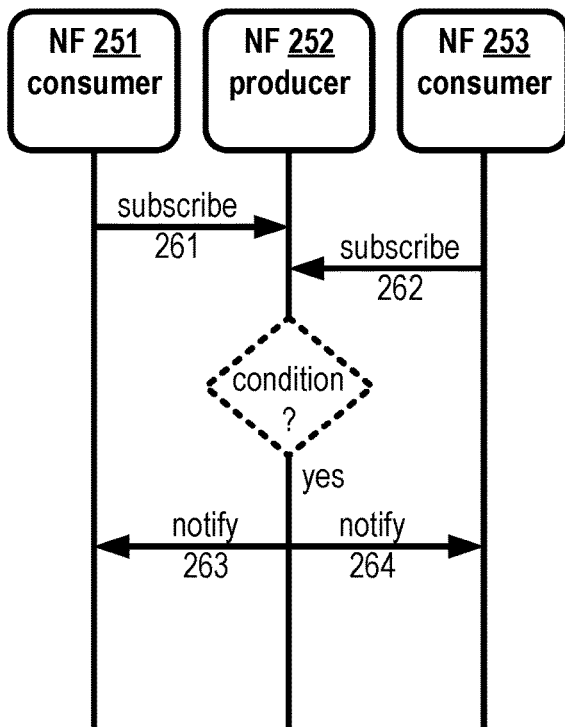 NF 251
consumer
NF 252
producer
NF 253
consumer
subscribe
261
subscribe
262
condition
?
yes
notify
263
notify
264